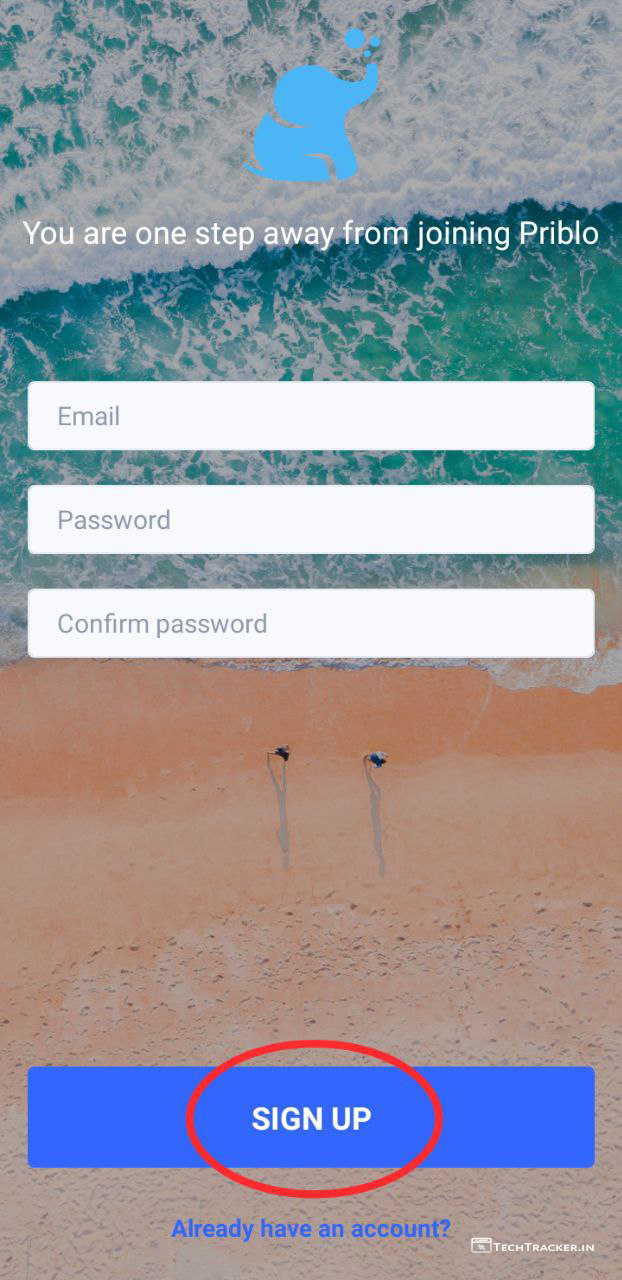 You are one step away from joining Priblo
Email
Password
Confirm password
SIGN UP
Already have an account?
TechTracker.in